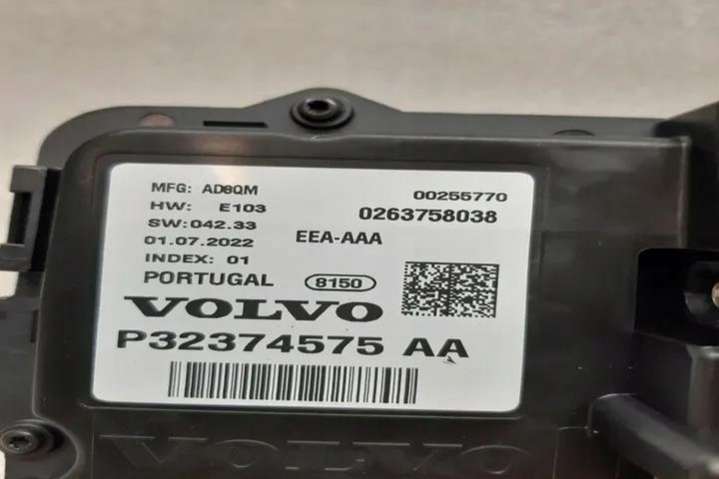 MFG: AD8QM
00255770
HW: E103
0263758038
SW:042.33
01.07.2022
EEA-AAA
INDEX: 01
PORTUGAL 8150
VOLVO
P32374575 AA
VOLVO